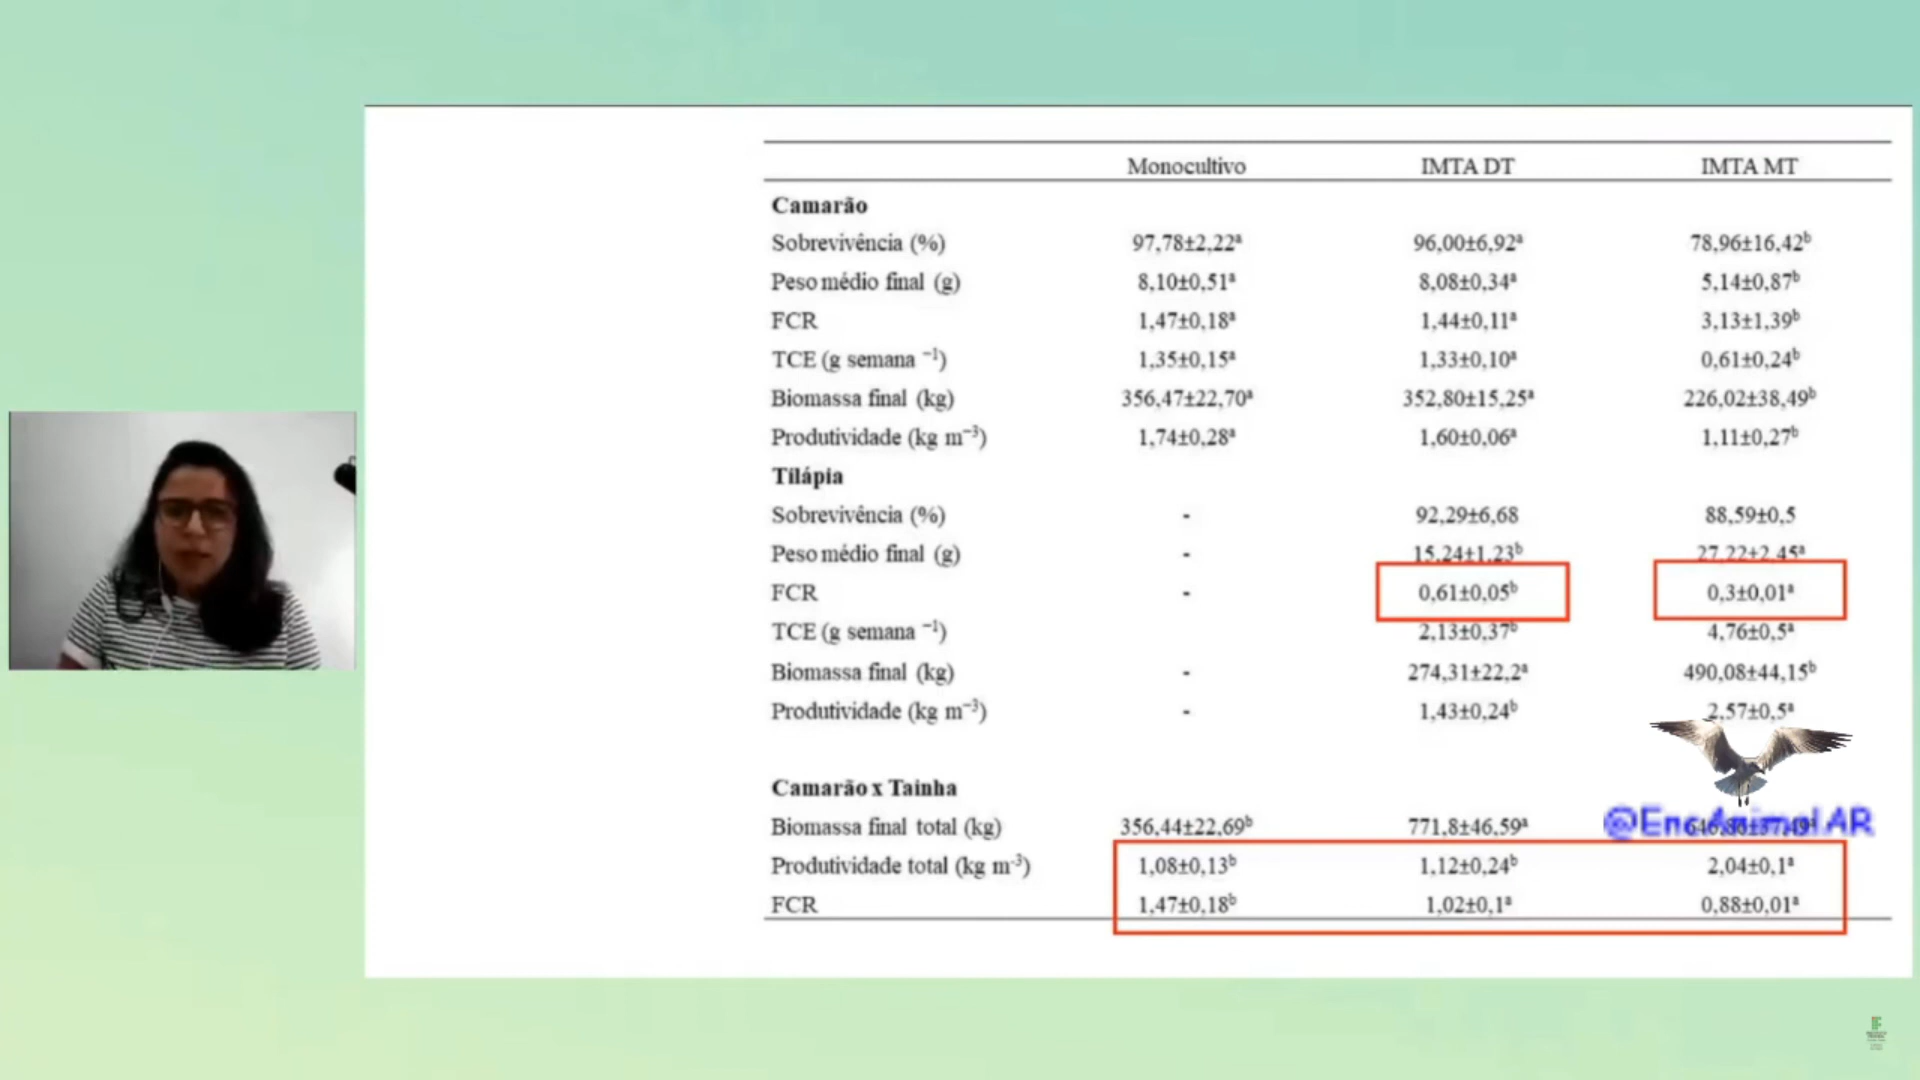 Monocultivo IMTA DT IMTA MT
Camarão
Sobrevivência (%) 97,78±2,22ª 96,00±6,92ª 78,96±16,42ᵇ
Peso médio final (g) 8,10±0,51ª 8,08±0,34ª 5,14±0,87ᵇ
FCR 1,47±0,18ª 1,44±0,11ª 3,13±1,39ᵇ
TCE (g semana ⁻¹) 1,35±0,15ª 1,33±0,10ª 0,61±0,24ᵇ
Biomassa final (kg) 356,47±22,70ª 352,80±15,25ª 226,02±38,49ᵇ
Produtividade (kg m⁻³) 1,74±0,28ª 1,60±0,06ª 1,11±0,27ᵇ
Tilápia
Sobrevivência (%) - 92,29±6,68 88,59±0,5
Peso médio final (g) - 15,24±1,23ᵇ 27,22±2,45ª
FCR - 0,61±0,05ᵇ 0,3±0,01ª
TCE (g semana ⁻¹) - 2,13±0,37ᵇ 4,76±0,5ª
Biomassa final (kg) - 274,31±22,2ª 490,08±44,15ᵇ
Produtividade (kg m⁻³) - 1,43±0,24ᵇ 2,57±0,5ª
Camarão x Tainha
Biomassa final total (kg) 356,44±22,69ᵇ 771,8±46,59ª
@EncAnimalAR
Produtividade total (kg m⁻³) 1,08±0,13ᵇ 1,12±0,24ᵇ 2,04±0,1ª
FCR 1,47±0,18ᵇ 1,02±0,1ª 0,88±0,01ª